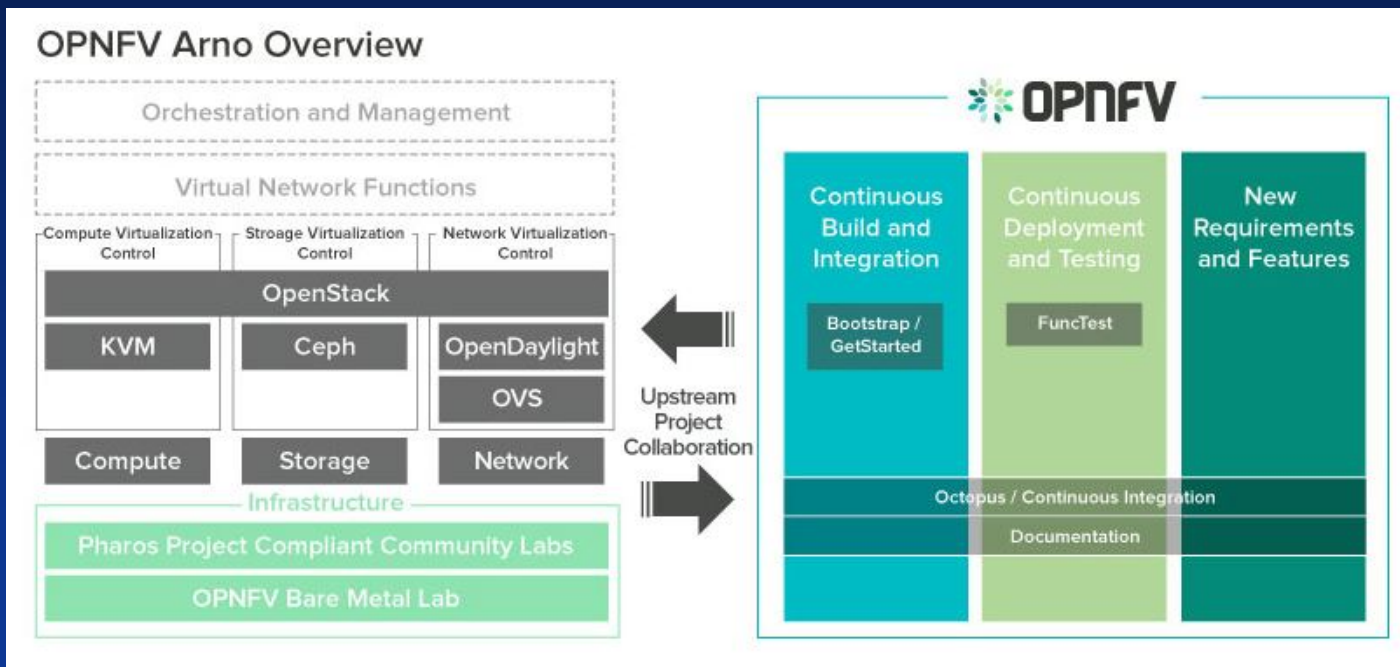 OPNFV Arno Overview
Orchestration and Management
Virtual Network Functions
Compute Virtualization
Control
Stroage Virtualization
Control
Network Virtualization
Control
OpenStack
KVM
Ceph
OpenDaylight
OVS
Compute
Storage
Network
Infrastructure
Pharos Project Compliant Community Labs
OPNFV Bare Metal Lab
Upstream
Project
Collaboration
OPNFV
Continuous
Build and
Integration
Bootstrap /
GetStarted
Continuous
Deployment
and Testing
FuncTest
New
Requirements
and Features
Octopus / Continuous Integration
Documentation